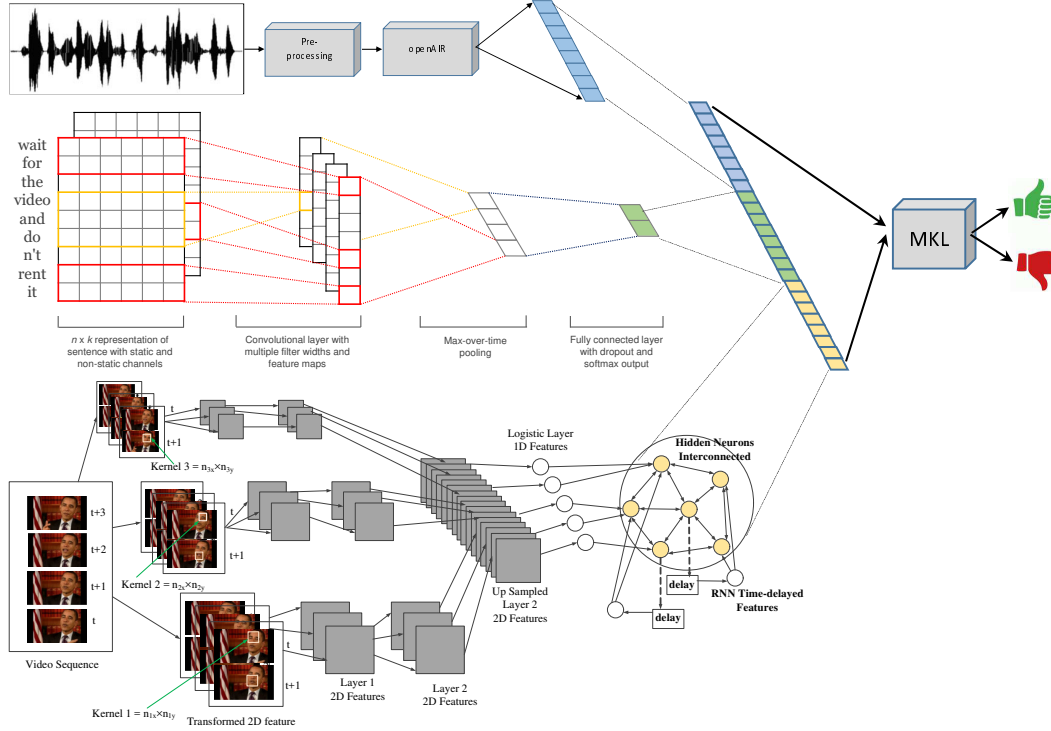 Pre-
processing
openAIR
wait
for
the
video
and
do
n't
rent
it
MKL
n x k representation of
sentence with static and
non-static channels
Convolutional layer with
multiple filter widths and
feature maps
Max-over-time
pooling
Fully connected layer
with dropout and
softmax output
t
t+1
Kernel 3 = n3x×n3y
Logistic Layer
1D Features
Hidden Neurons
Interconnected
t+3
t+2
t+1
t
Video Sequence
t
t+1
Kernel 2 = n2x×n2y
Up Sampled
Layer 2
2D Features
delay
delay
RNN Time-delayed
Features
t
t+1
Kernel 1 = n1x×n1y
Transformed 2D feature
Layer 1
2D Features
Layer 2
2D Features